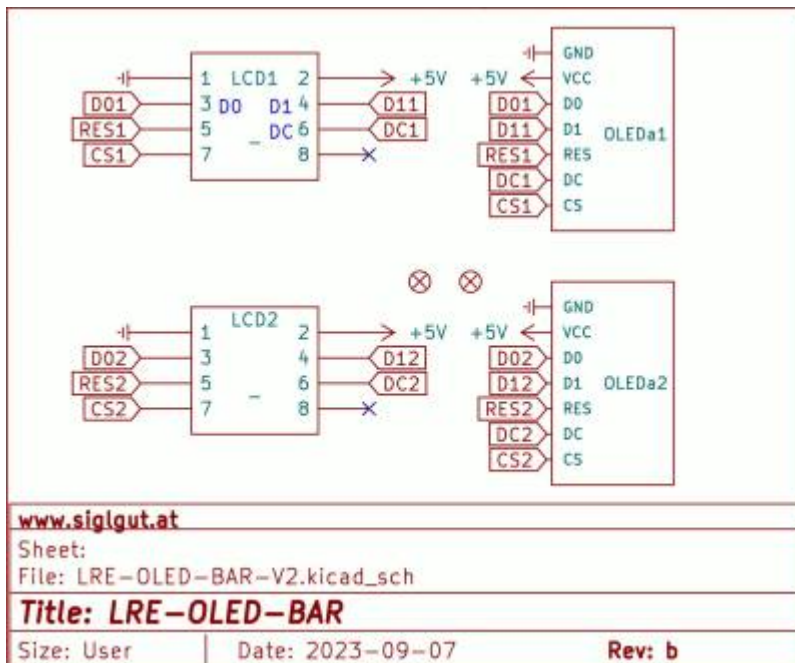 GND
1 LCD1 2 +5V +5V VCC
D01 3 D0 D1 4 D11 D01 D0
RES1 5 DC 6 DC1 D11 D1 OLEDa1
CS1 7 _ 8 RES1 RES
DC1 DC
CS1 CS
GND
1 LCD2 2 +5V +5V VCC
D02 3 4 D12 D02 D0
RES2 5 6 DC2 D12 D1 OLEDa2
CS2 7 _ 8 RES2 RES
DC2 DC
CS2 CS
www.siglgut.at
Sheet:
File: LRE-OLED-BAR-V2.kicad_sch
Title: LRE-OLED-BAR
Size: User Date: 2023-09-07 Rev: b